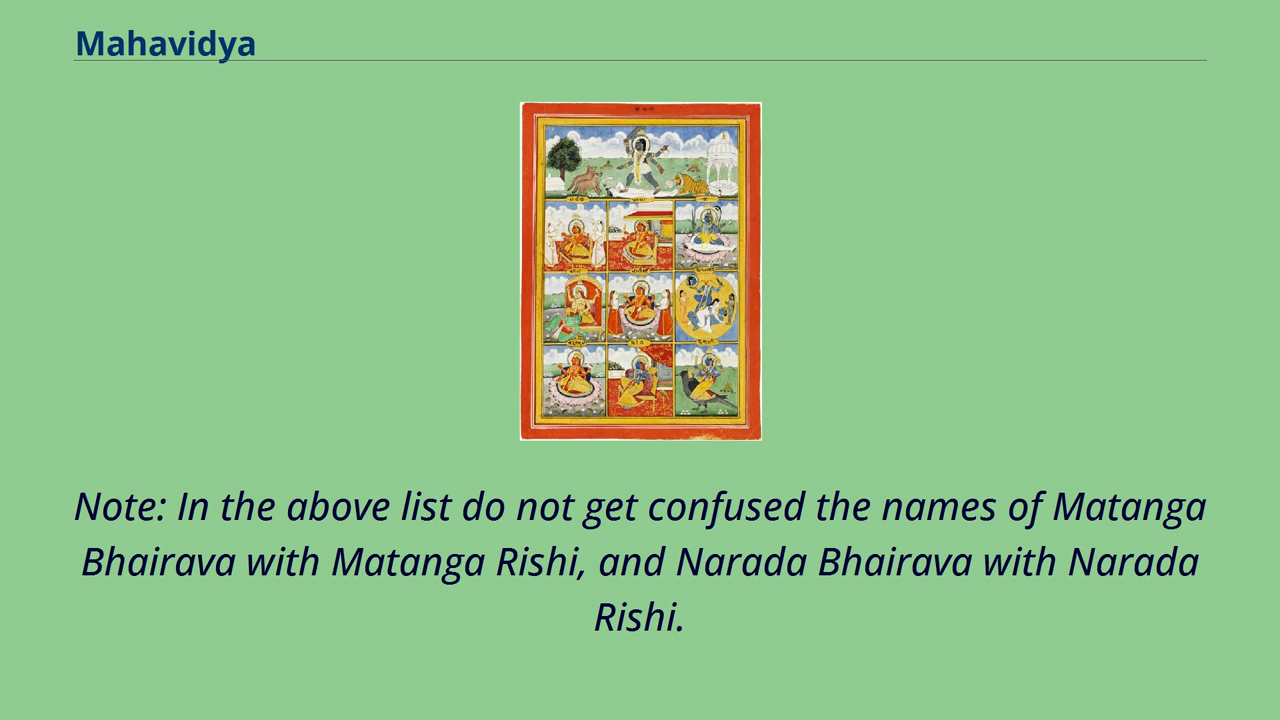 Mahavidya
Note: In the above list do not get confused the names of Matanga
Bhairava with Matanga Rishi, and Narada Bhairava with Narada
Rishi.